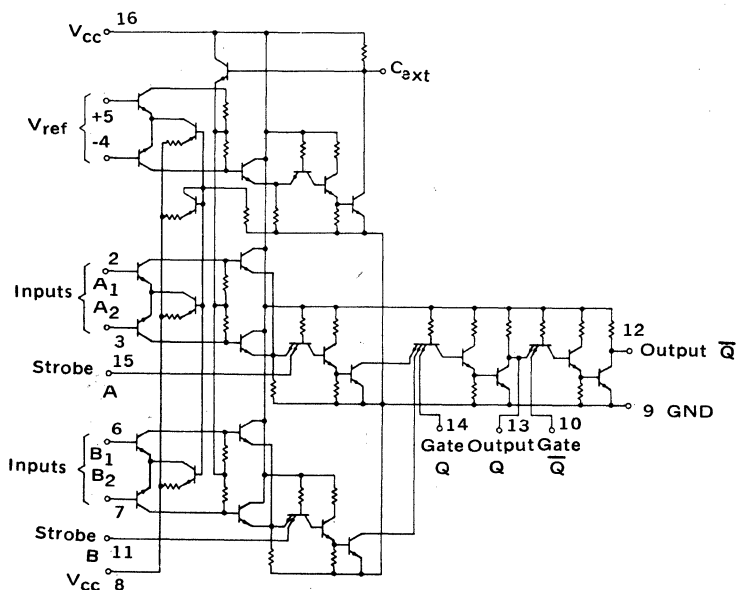 16
Vcc
Caxt
Vref
+5
-4
2
Inputs
A1
A2
3
Strobe 15
A
12
Output Q̅
9 GND
14 13 10
Gate Output Gate
Q Q Q̅
6
Inputs
B1
B2
7
Strobe
B 11
Vcc 8